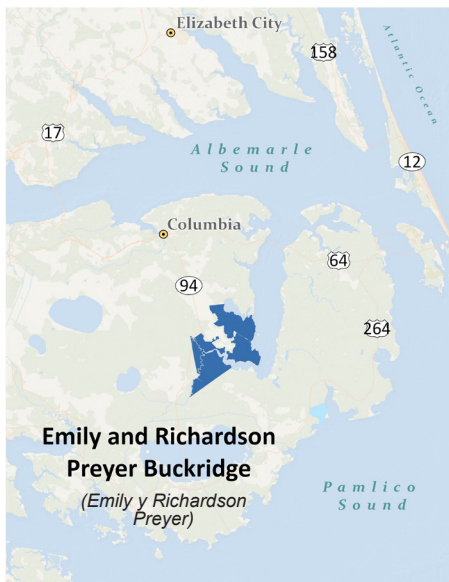 Elizabeth City
158
Atlantic Ocean
17
Albemarle
Sound
12
Columbia
64
94
264
Emily and Richardson
Preyer Buckridge
(Emily y Richardson
Preyer)
Pamlico
Sound